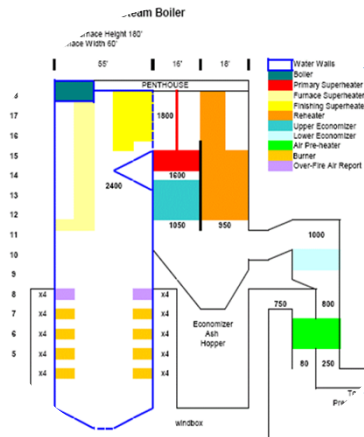 Steam Boiler
Furnace Height 180'
Furnace Width 60'
55'
16'
18'
PENTHOUSE
Water Walls
Boiler
Primary Superheater
Furnace Superheater
Finishing Superheater
Reheater
Upper Economizer
Lower Economizer
Air Pre-heater
Burner
Over-Fire Air Report
17
16
15
14
13
12
11
10
9
8
7
6
5
1800
2400
1600
1050
550
1000
750
600
80
250
x4
x4
x4
x4
x4
x4
x4
x4
x4
x4
Economizer
Ash
Hopper
windbox
To